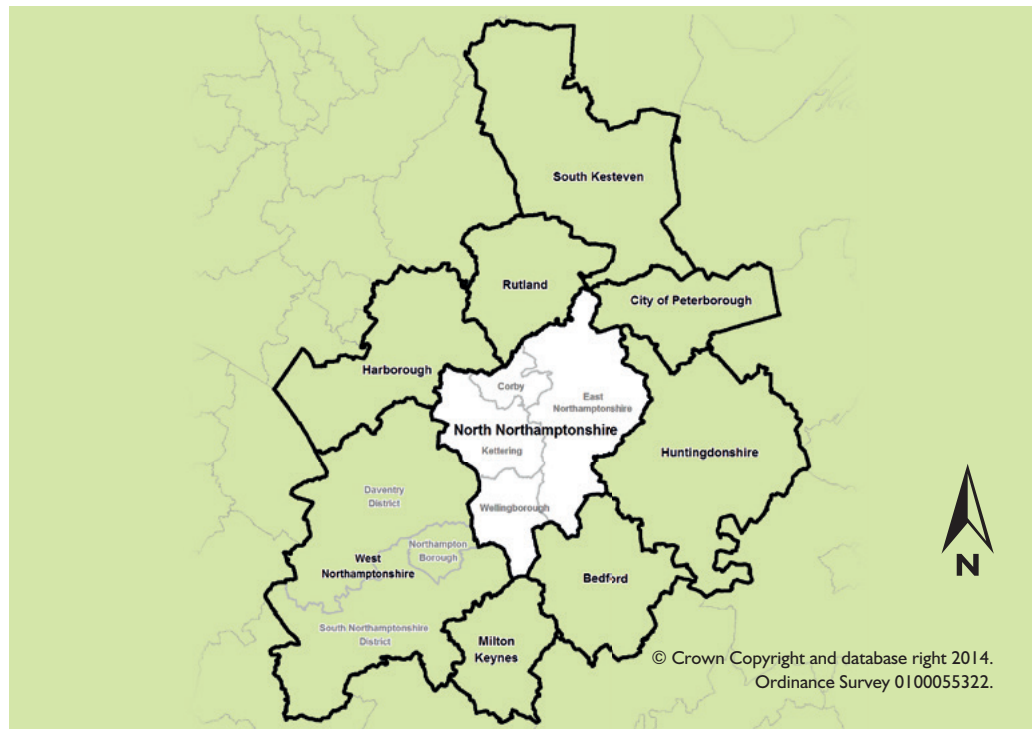 South Kesteven
Rutland
City of Peterborough
Harborough
Corby
East
Northamptonshire
North Northamptonshire
Kettering
Huntingdonshire
Daventry
District
Wellingborough
Northampton
Borough
West
Northamptonshire
Bedford
South Northamptonshire
District
Milton
Keynes
N
© Crown Copyright and database right 2014.
Ordinance Survey 0100055322.